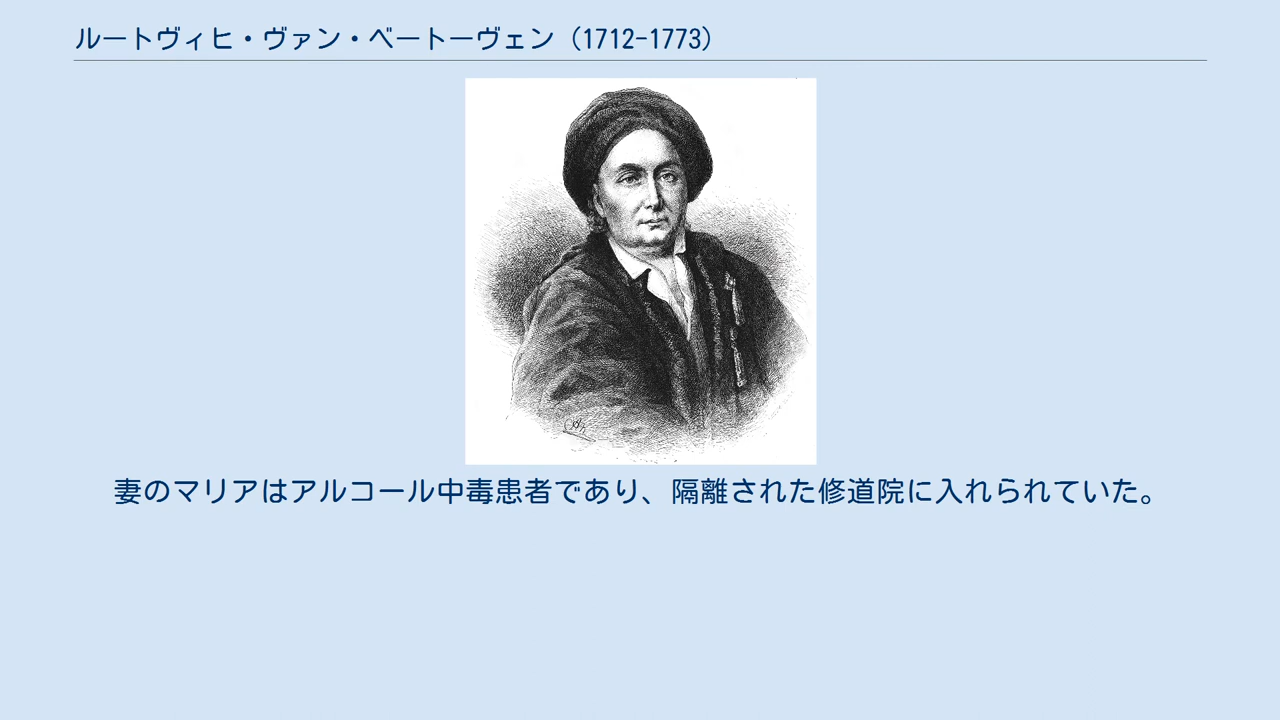 ルートヴィヒ・ヴァン・ベートーヴェン（1712-1773）
妻のマリアはアルコール中毒患者であり、隔離された修道院に入れられていた。